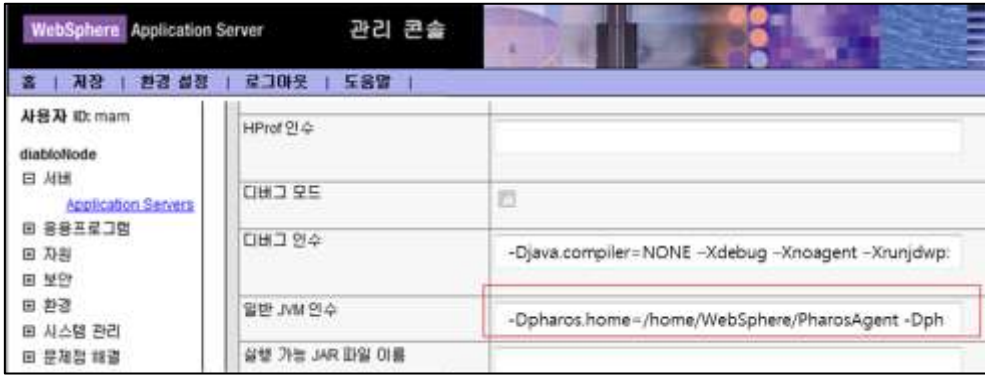 WebSphere Application Server 관리 콘솔
홈 | 저장 | 환경 설정 | 로그아웃 | 도움말 |
사용자 ID: mam
diabloNode
서버
Application Servers
응용프로그램
자원
보안
환경
시스템 관리
문제점 해결
HProf 인수
디버그 모드
디버그 인수
-Djava.compiler=NONE –Xdebug –Xnoagent –Xrunjdwp:
일반 JVM 인수
-Dpharos.home=/home/WebSphere/PharosAgent -Dph
실행 가능 JAR 파일 이름